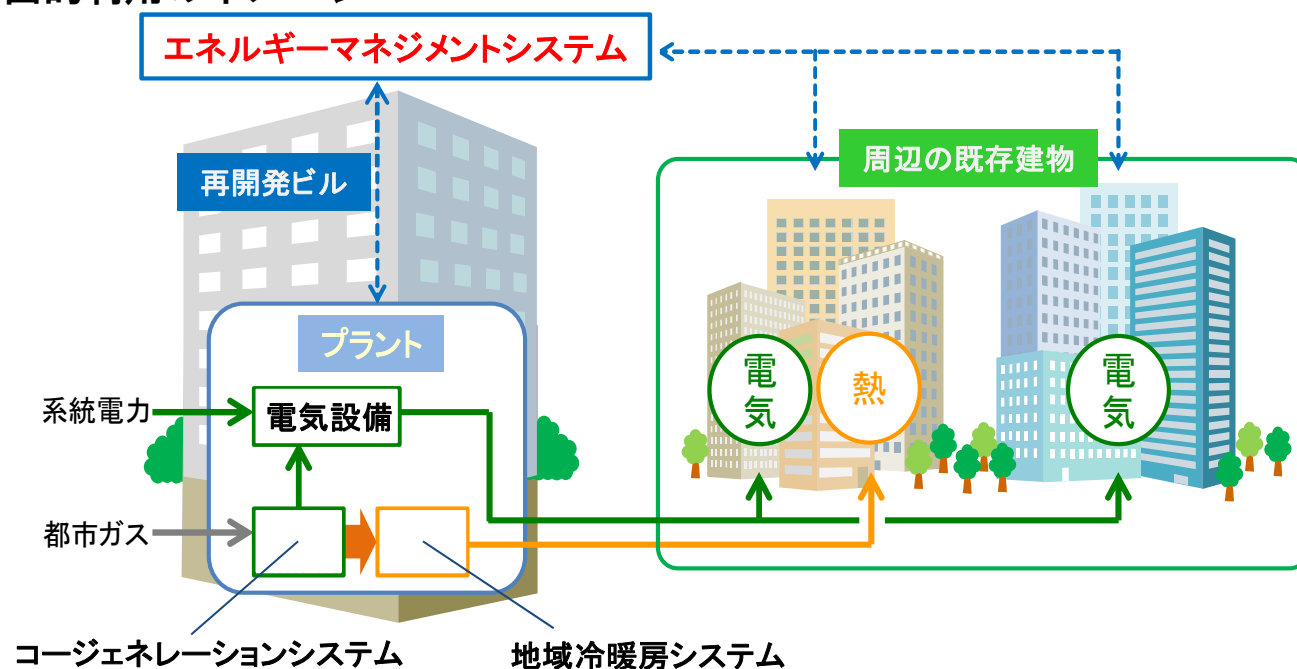 エネルギーマネジメントシステム
周辺の既存建物
再開発ビル
プラント
系統電力
電気設備
電気
熱
電気
都市ガス
コージェネレーションシステム
地域冷暖房システム